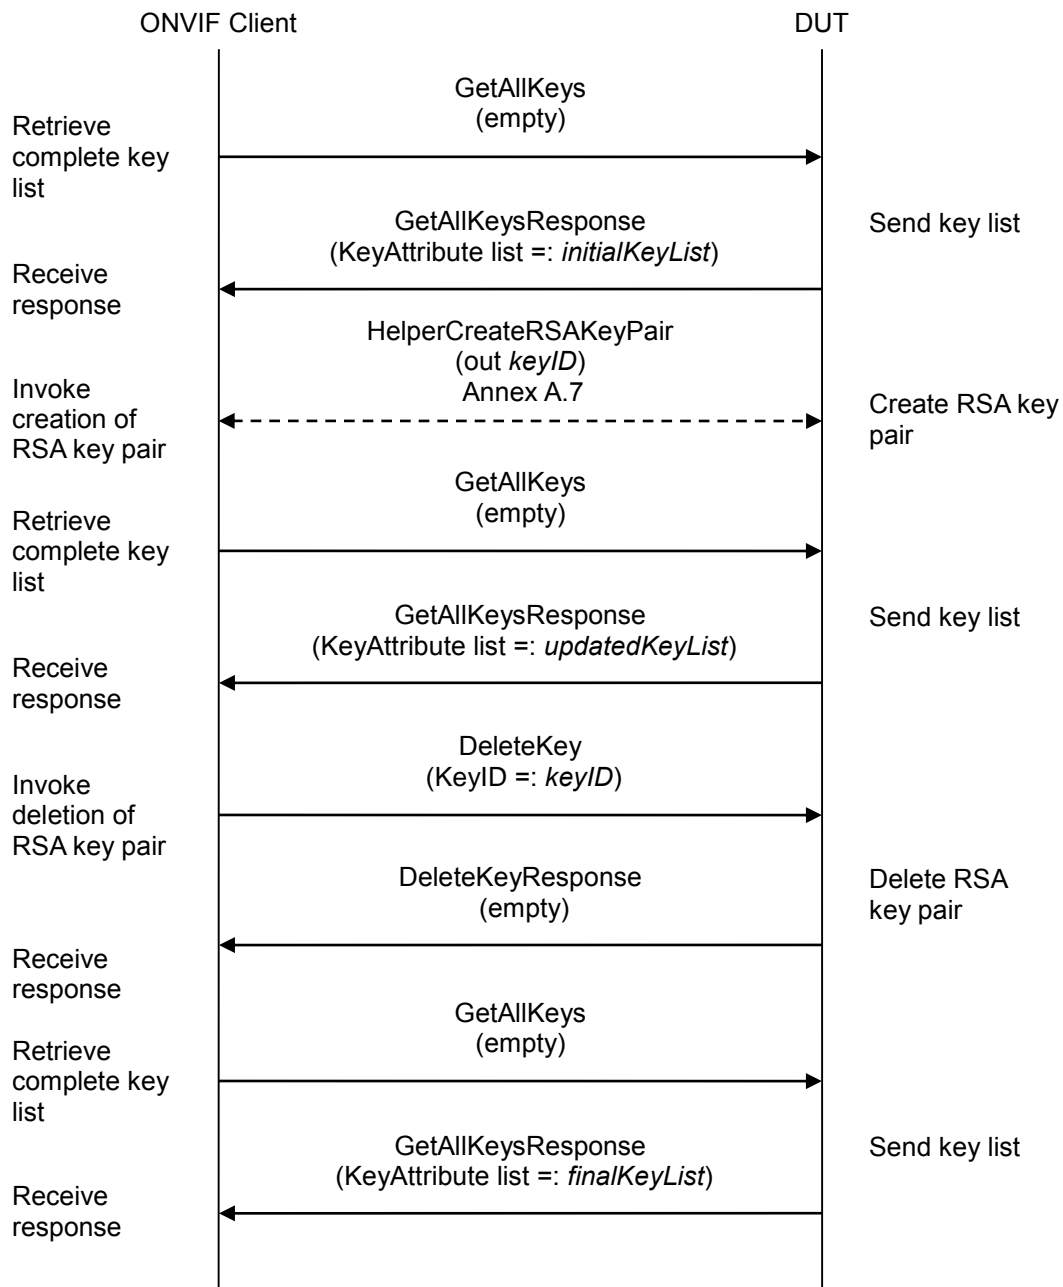 ONVIF Client
DUT
GetAllKeys
(empty)
Retrieve
complete key
list
GetAllKeysResponse
(KeyAttribute list =: initialKeyList)
Send key list
Receive
response
HelperCreateRSAKeyPair
(out keyID)
Annex A.7
Invoke
creation of
RSA key pair
Create RSA key
pair
GetAllKeys
(empty)
Retrieve
complete key
list
GetAllKeysResponse
(KeyAttribute list =: updatedKeyList)
Send key list
Receive
response
DeleteKey
(KeyID =: keyID)
Invoke
deletion of
RSA key pair
DeleteKeyResponse
(empty)
Delete RSA
key pair
Receive
response
GetAllKeys
(empty)
Retrieve
complete key
list
GetAllKeysResponse
(KeyAttribute list =: finalKeyList)
Send key list
Receive
response